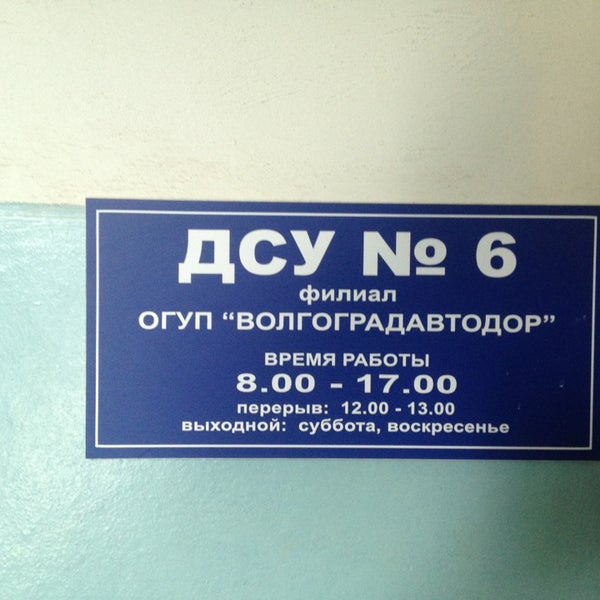 ДСУ № 6
филиал
ОГУП “ВОЛГОГРАДАВТОДОР”
ВРЕМЯ РАБОТЫ
8.00 - 17.00
перерыв: 12.00 - 13.00
выходной: суббота, воскресенье